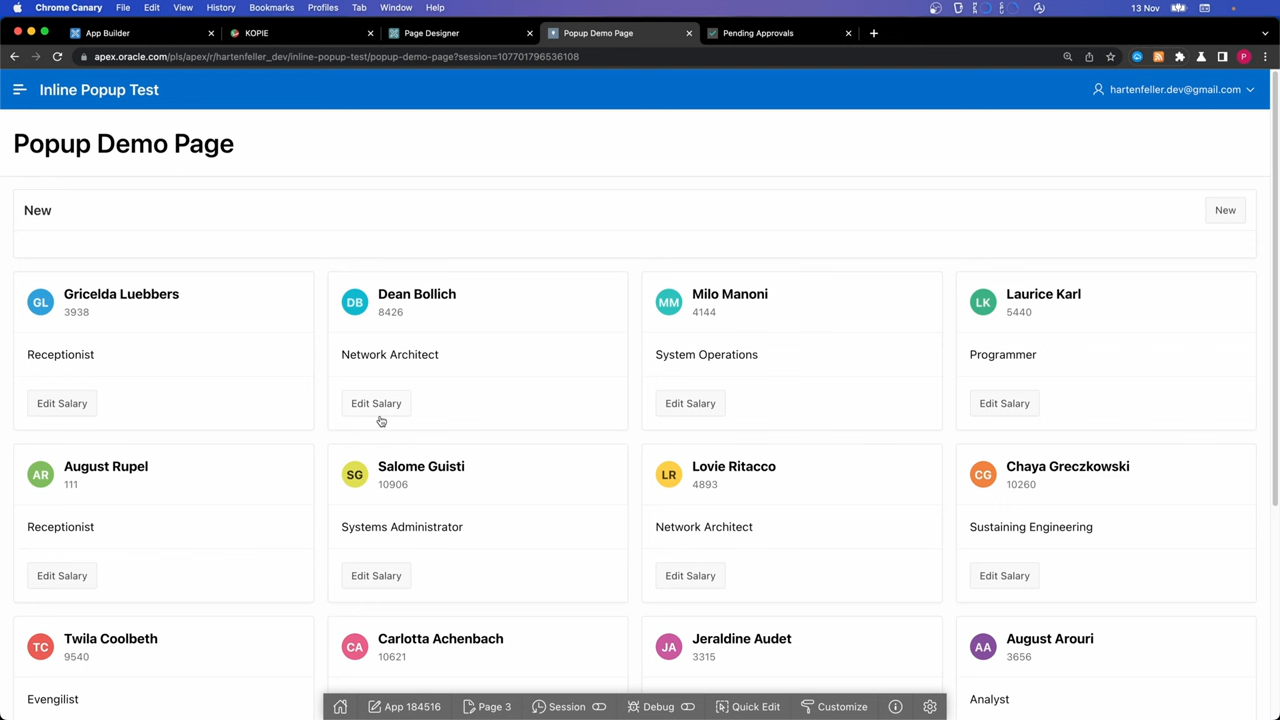 Chrome Canary File Edit View History Bookmarks Profiles Tab Window Help 13 Nov
App Builder KOPIE Page Designer Popup Demo Page Pending Approvals
apex.oracle.com/pls/apex/r/hartenfeller_dev/inline-popup-test/popup-demo-page?session=107701796536108 P
Inline Popup Test hartenfeller.dev@gmail.com
Popup Demo Page
New New
GL Gricelda Luebbers
3938
Receptionist
Edit Salary
DB Dean Bollich
8426
Network Architect
Edit Salary
MM Milo Manoni
4144
System Operations
Edit Salary
LK Laurice Karl
5440
Programmer
Edit Salary
AR August Rupel
111
Receptionist
Edit Salary
SG Salome Guisti
10906
Systems Administrator
Edit Salary
LR Lovie Ritacco
4893
Network Architect
Edit Salary
CG Chaya Greczkowski
10260
Sustaining Engineering
Edit Salary
TC Twila Coolbeth
9540
Evengilist
CA Carlotta Achenbach
10621
JA Jeraldine Audet
3315
AA August Arouri
3656
Analyst
App 184516 Page 3 Session Debug Quick Edit Customize